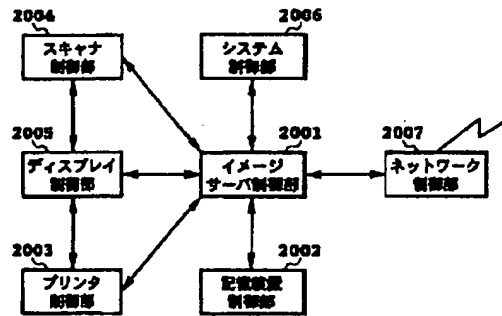 2004
スキャナ
制御部
2006
システム
制御部
2005
ディスプレイ
制御部
2001
イメージ
サーバ制御部
2007
ネットワーク
制御部
2003
プリンタ
制御部
2002
記憶装置
制御部